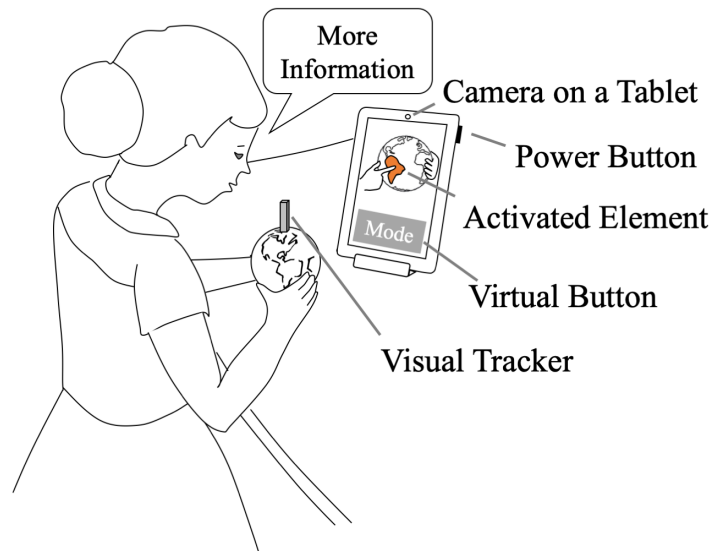 More
Information
Camera on a Tablet
Power Button
Activated Element
Mode
Virtual Button
Visual Tracker